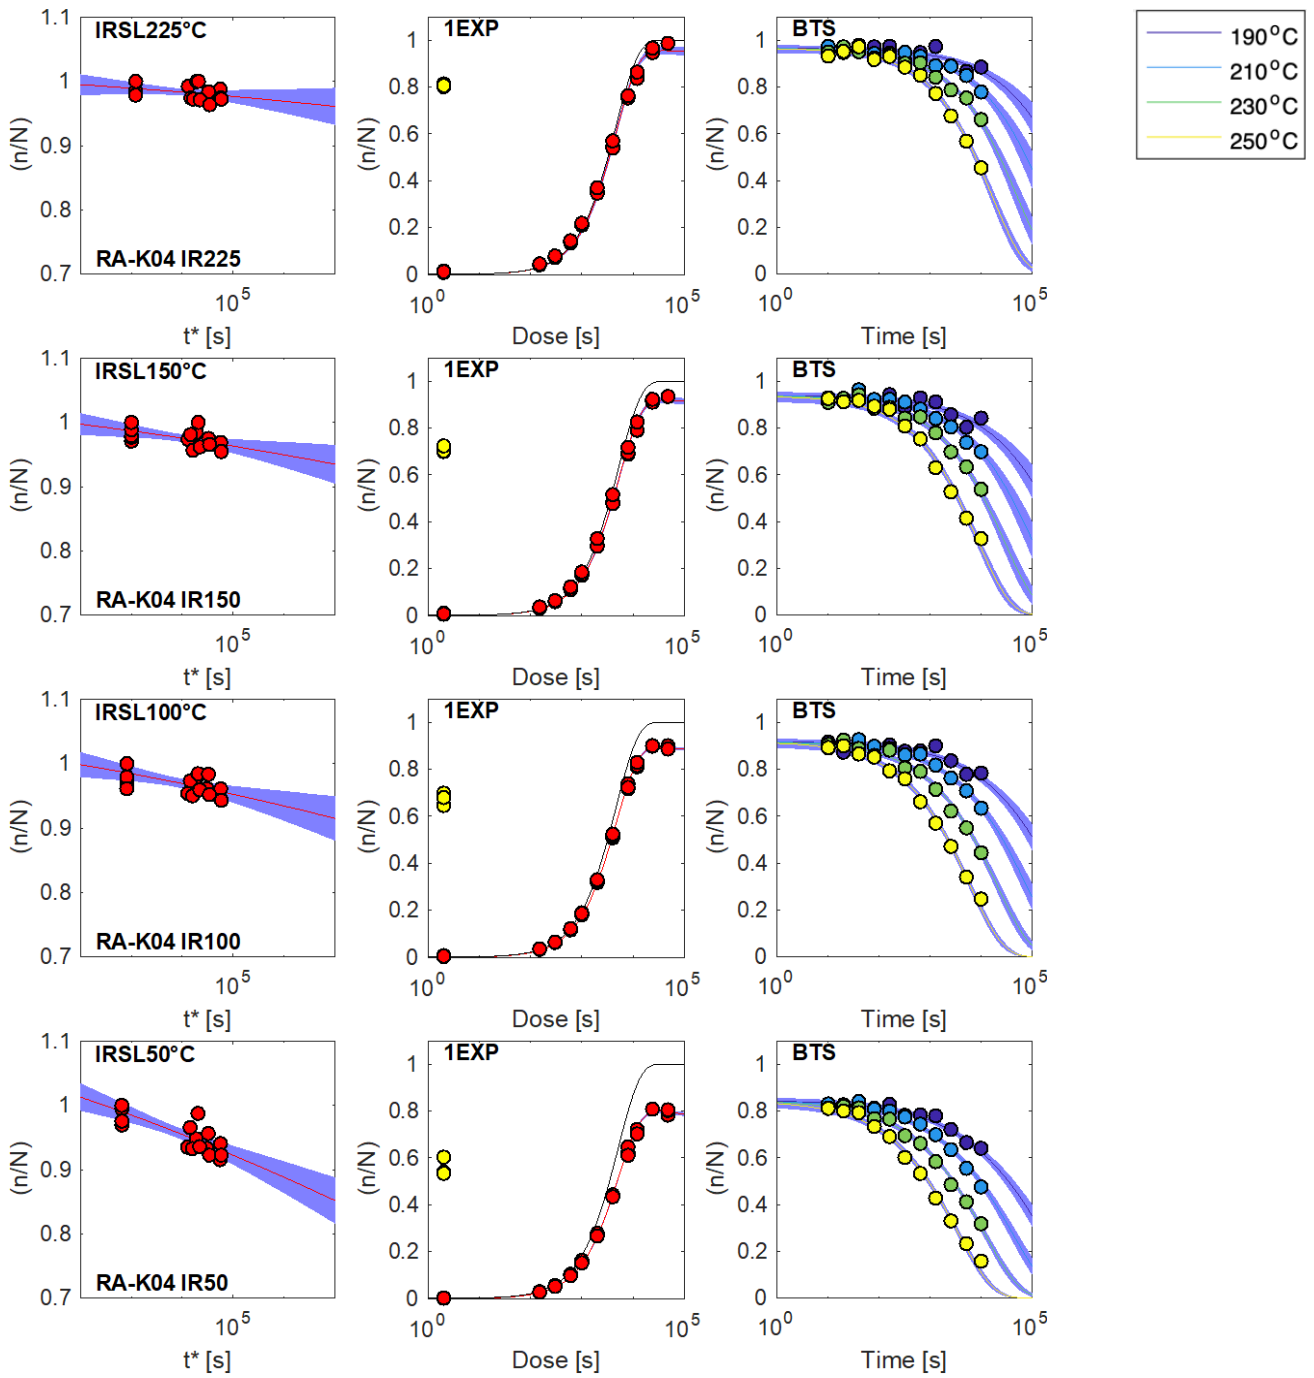 IRSL225°C
1.1
1
0.9
0.8
0.7
(n/N)
RA-K04 IR225
10^5
t* [s]
1EXP
1
0.8
0.6
0.4
0.2
0
(n/N)
10^0
10^5
Dose [s]
BTS
1
0.8
0.6
0.4
0.2
0
(n/N)
10^0
10^5
Time [s]
190°C
210°C
230°C
250°C
IRSL150°C
1.1
1
0.9
0.8
0.7
(n/N)
RA-K04 IR150
10^5
t* [s]
1EXP
1
0.8
0.6
0.4
0.2
0
(n/N)
10^0
10^5
Dose [s]
BTS
1
0.8
0.6
0.4
0.2
0
(n/N)
10^0
10^5
Time [s]
IRSL100°C
1.1
1
0.9
0.8
0.7
(n/N)
RA-K04 IR100
10^5
t* [s]
1EXP
1
0.8
0.6
0.4
0.2
0
(n/N)
10^0
10^5
Dose [s]
BTS
1
0.8
0.6
0.4
0.2
0
(n/N)
10^0
10^5
Time [s]
IRSL50°C
1.1
1
0.9
0.8
0.7
(n/N)
RA-K04 IR50
10^5
t* [s]
1EXP
1
0.8
0.6
0.4
0.2
0
(n/N)
10^0
10^5
Dose [s]
BTS
1
0.8
0.6
0.4
0.2
0
(n/N)
10^0
10^5
Time [s]